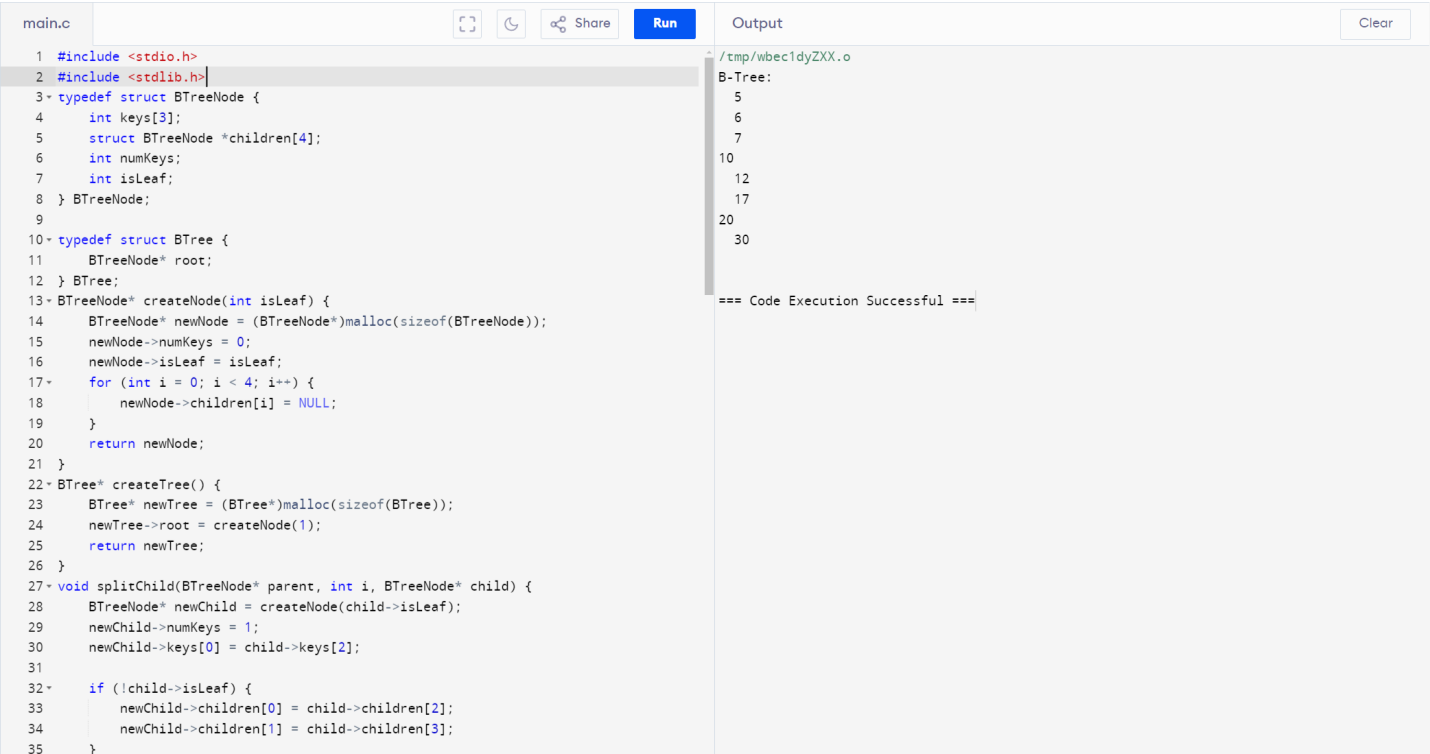 main.c
Share
Run
Output
Clear
1 #include <stdio.h>
2 #include <stdlib.h>
3 typedef struct BTreeNode {
4     int keys[3];
5     struct BTreeNode *children[4];
6     int numKeys;
7     int isLeaf;
8 } BTreeNode;
9
10 typedef struct BTree {
11     BTreeNode* root;
12 } BTree;
13 BTreeNode* createNode(int isLeaf) {
14     BTreeNode* newNode = (BTreeNode*)malloc(sizeof(BTreeNode));
15     newNode->numKeys = 0;
16     newNode->isLeaf = isLeaf;
17     for (int i = 0; i < 4; i++) {
18         newNode->children[i] = NULL;
19     }
20     return newNode;
21 }
22 BTree* createTree() {
23     BTree* newTree = (BTree*)malloc(sizeof(BTree));
24     newTree->root = createNode(1);
25     return newTree;
26 }
27 void splitChild(BTreeNode* parent, int i, BTreeNode* child) {
28     BTreeNode* newChild = createNode(child->isLeaf);
29     newChild->numKeys = 1;
30     newChild->keys[0] = child->keys[2];
31
32     if (!child->isLeaf) {
33         newChild->children[0] = child->children[2];
34         newChild->children[1] = child->children[3];
35     }
/tmp/wbec1dyZXX.o
B-Tree:
  5
  6
  7
10
  12
  17
20
  30
=== Code Execution Successful ===